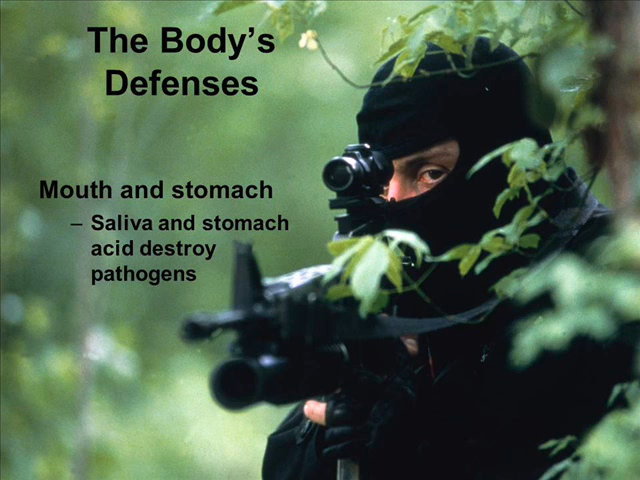 The Body’s
Defenses
Mouth and stomach
– Saliva and stomach
acid destroy
pathogens